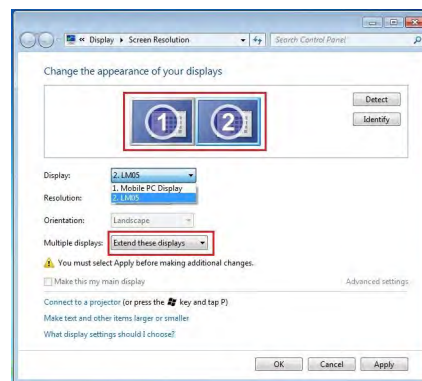 « Display ▸ Screen Resolution
Search Control Panel
Change the appearance of your displays
1
2
Detect
Identify
Display:
2. LM05
1. Mobile PC Display
2. LM05
Resolution:
Orientation:
Landscape
Multiple displays:
Extend these displays
You must select Apply before making additional changes.
Make this my main display
Advanced settings
Connect to a projector (or press the key and tap P)
Make text and other items larger or smaller
What display settings should I choose?
OK
Cancel
Apply